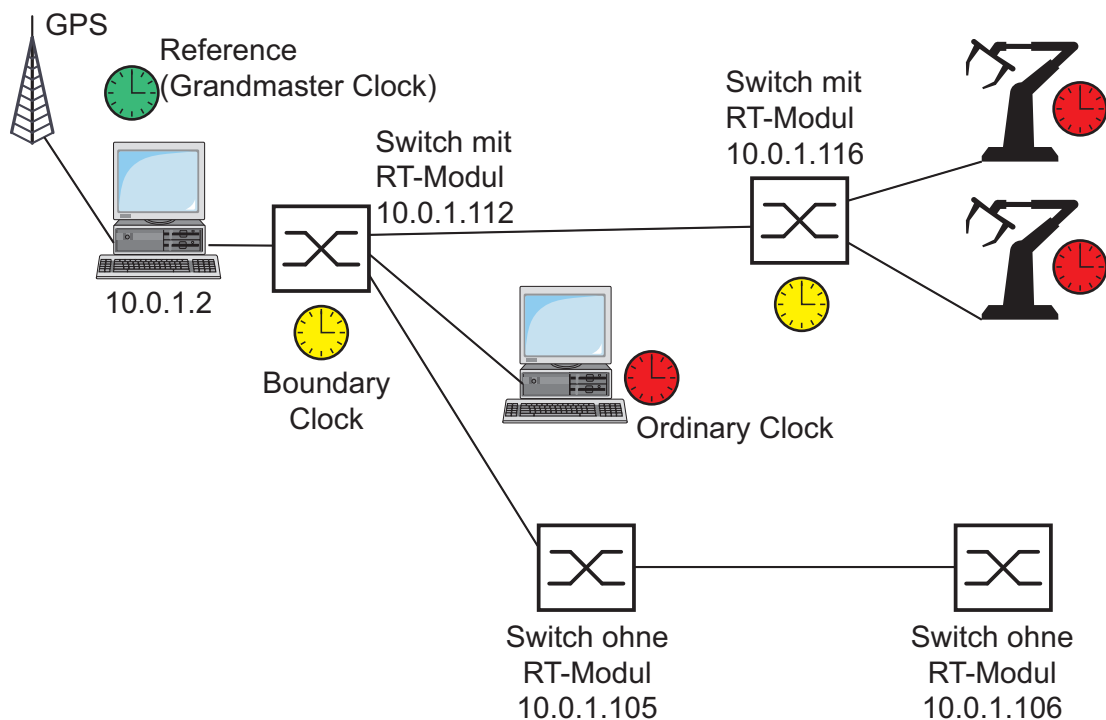 GPS
Reference
(Grandmaster Clock)
Switch mit
RT-Modul
10.0.1.112
Switch mit
RT-Modul
10.0.1.116
10.0.1.2
Boundary
Clock
Ordinary Clock
Switch ohne
RT-Modul
10.0.1.105
Switch ohne
RT-Modul
10.0.1.106